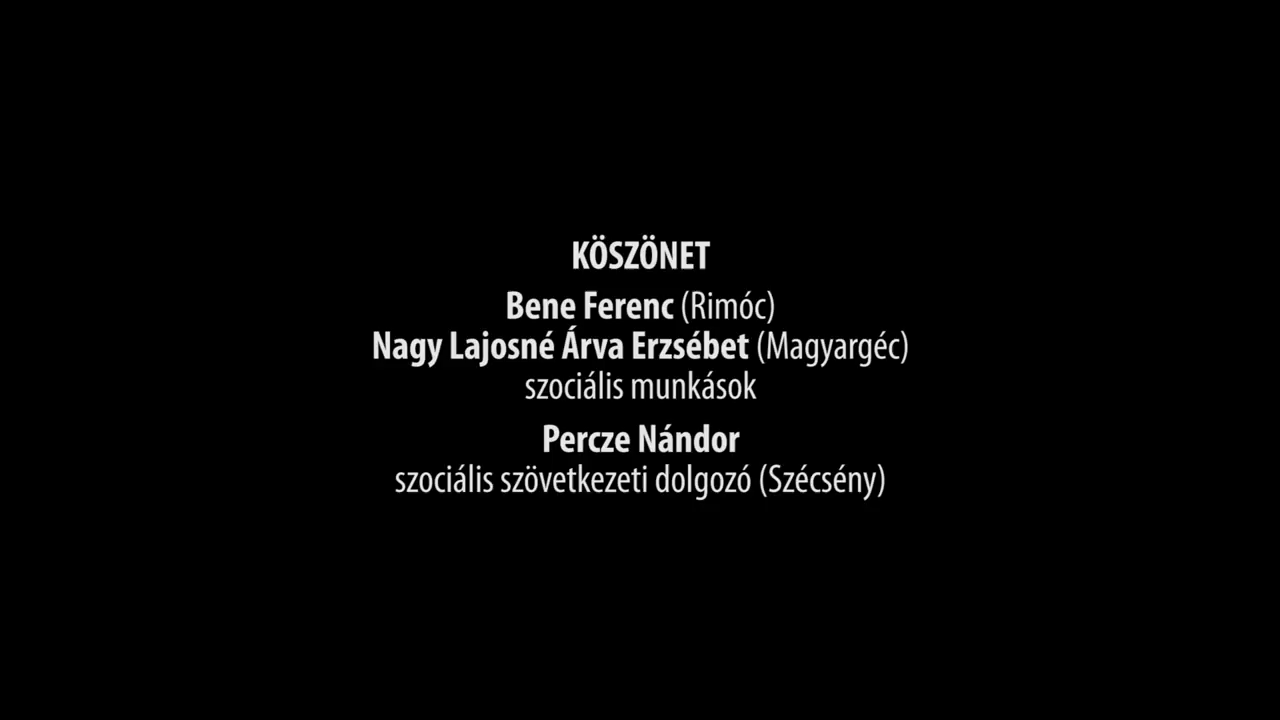 KÖSZÖNET
Bene Ferenc (Rimóc)
Nagy Lajosné Árva Erzsébet (Magyargéc)
szociális munkások
Percze Nándor
szociális szövetkezeti dolgozó (Szécsény)